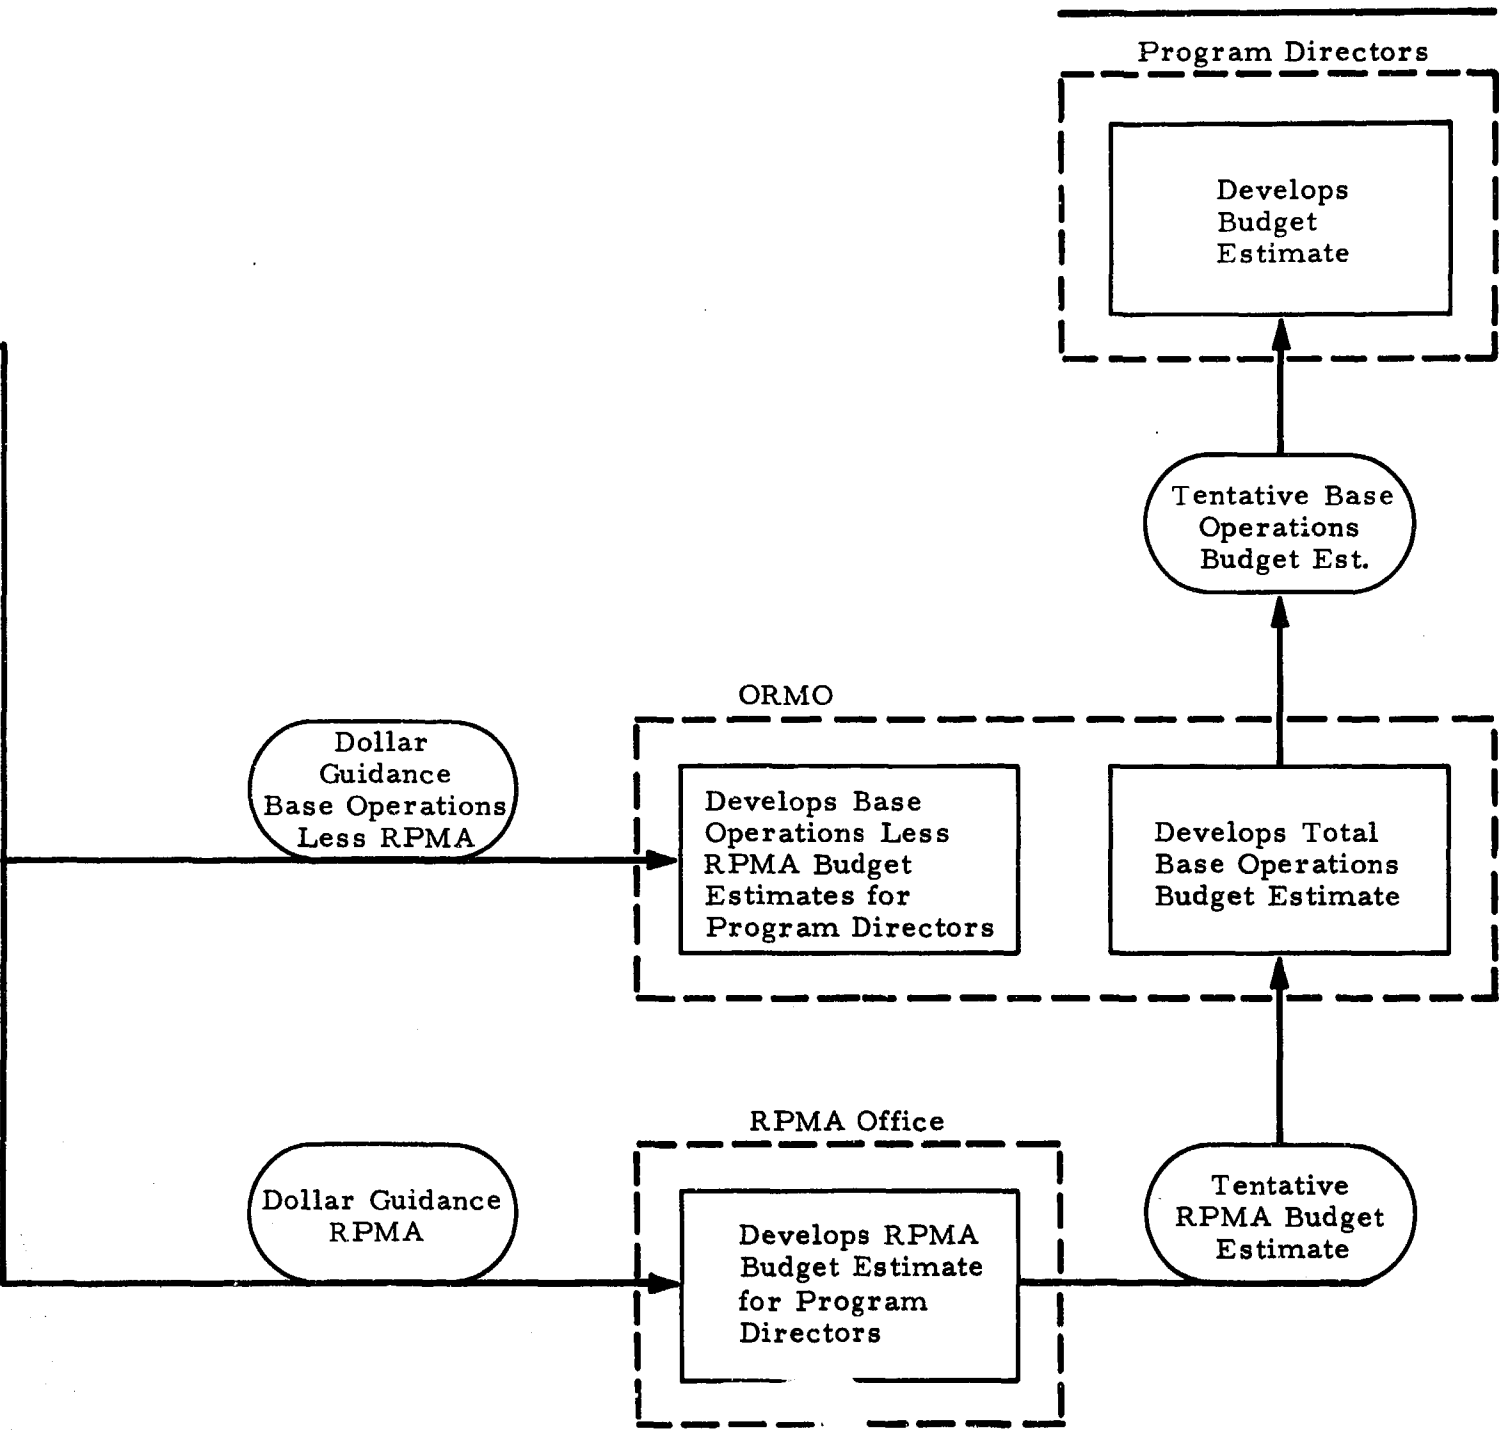 Program Directors
Develops
Budget
Estimate
Tentative Base
Operations
Budget Est.
ORMO
Dollar
Guidance
Base Operations
Less RPMA
Develops Base
Operations Less
RPMA Budget
Estimates for
Program Directors
Develops Total
Base Operations
Budget Estimate
RPMA Office
Dollar Guidance
RPMA
Develops RPMA
Budget Estimate
for Program
Directors
Tentative
RPMA Budget
Estimate